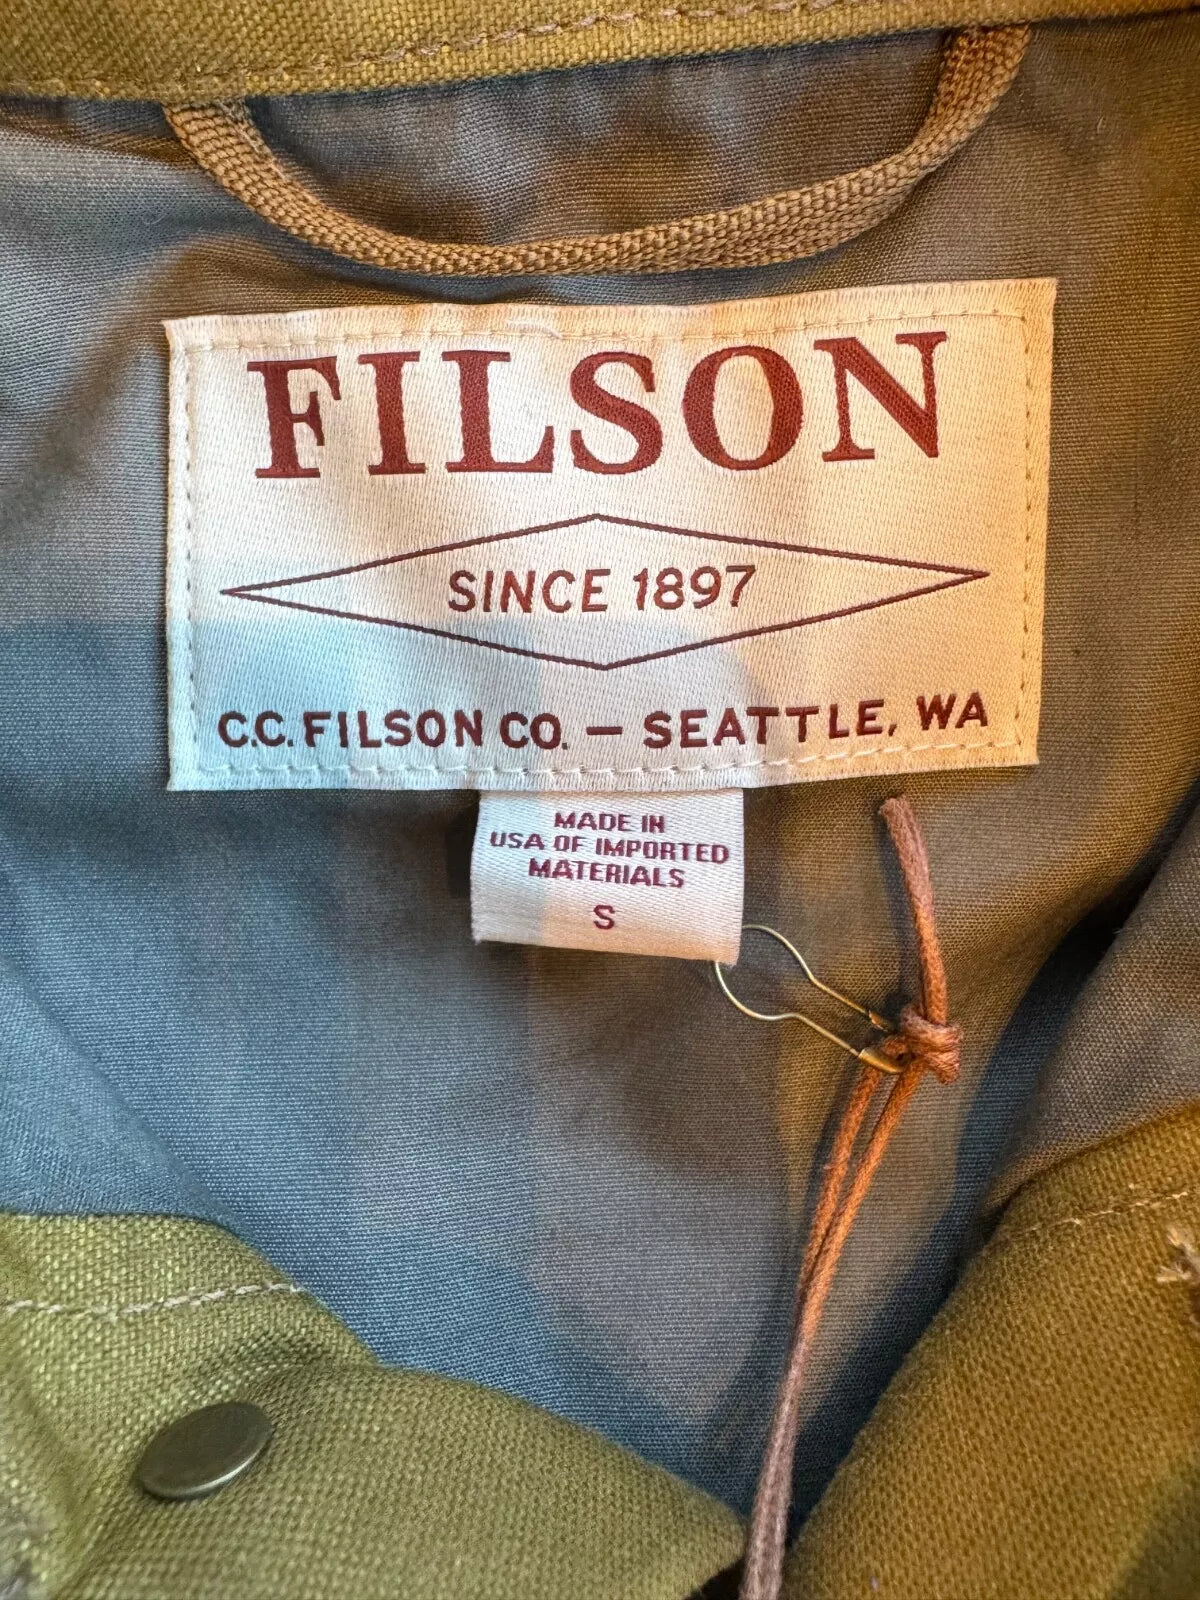 FILSON
SINCE 1897
C.C. FILSON CO. — SEATTLE, WA
MADE IN
USA OF IMPORTED
MATERIALS
S